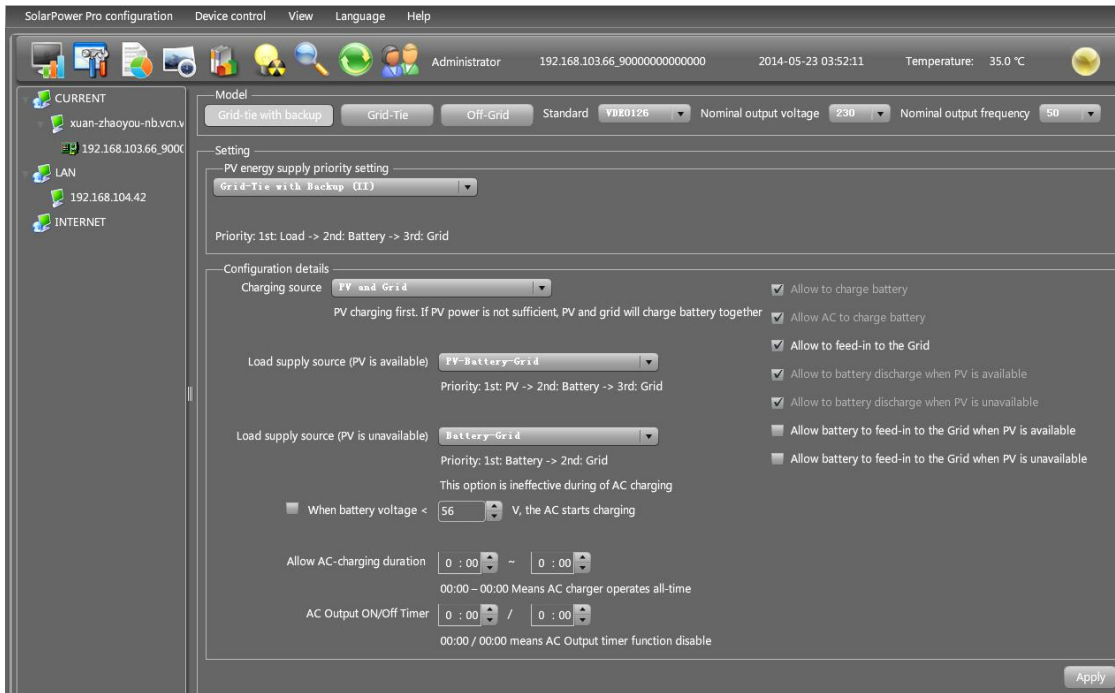 SolarPower Pro configuration Device control View Language Help
Administrator 192.168.103.66_90000000000000 2014-05-23 03:52:11 Temperature: 35.0 ℃
CURRENT
xuan-zhaoyou-nb.vcn.v
192.168.103.66_900(
LAN
192.168.104.42
INTERNET
Model
Grid-tie with backup Grid-Tie Off-Grid Standard VDE0126 Nominal output voltage 230 Nominal output frequency 50
Setting
PV energy supply priority setting
Grid-Tie with Backup (II)
Priority: 1st: Load -> 2nd: Battery -> 3rd: Grid
Configuration details
Charging source PV and Grid
PV charging first. If PV power is not sufficient, PV and grid will charge battery together
Load supply source (PV is available) PV-Battery-Grid
Priority: 1st: PV -> 2nd: Battery -> 3rd: Grid
Load supply source (PV is unavailable) Battery-Grid
Priority: 1st: Battery -> 2nd: Grid
This option is ineffective during of AC charging
When battery voltage < 56 V, the AC starts charging
Allow AC-charging duration 0 : 00 ~ 0 : 00
00:00 – 00:00 Means AC charger operates all-time
AC Output ON/Off Timer 0 : 00 / 0 : 00
00:00 / 00:00 means AC Output timer function disable
Allow to charge battery
Allow AC to charge battery
Allow to feed-in to the Grid
Allow to battery discharge when PV is available
Allow to battery discharge when PV is unavailable
Allow battery to feed-in to the Grid when PV is available
Allow battery to feed-in to the Grid when PV is unavailable
Apply